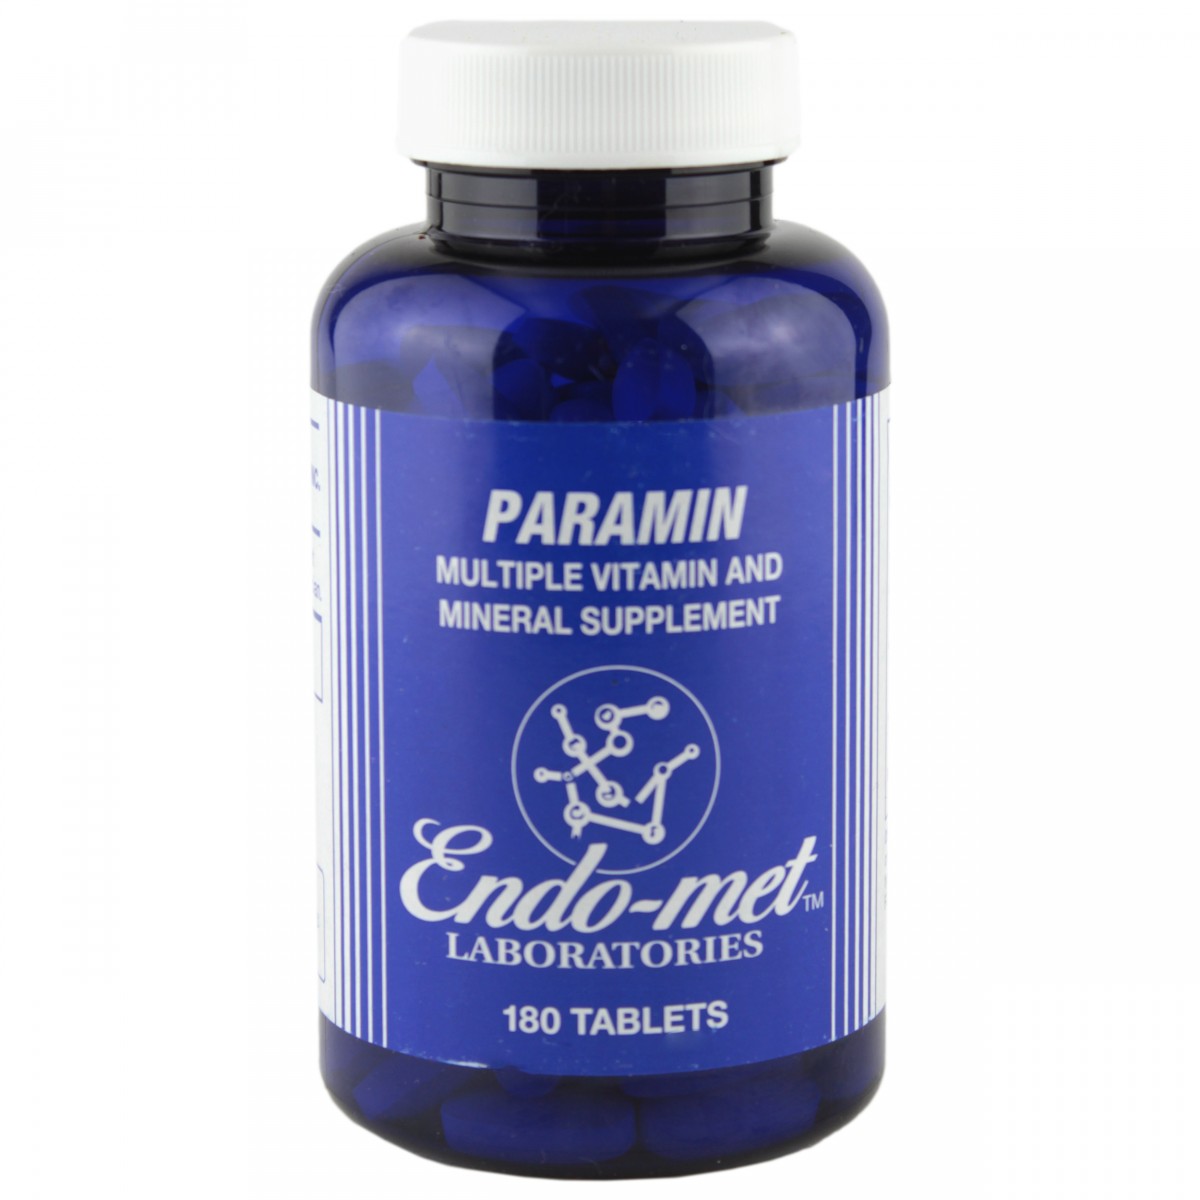 PARAMIN
MULTIPLE VITAMIN AND
MINERAL SUPPLEMENT
Endo-met™
LABORATORIES
180 TABLETS